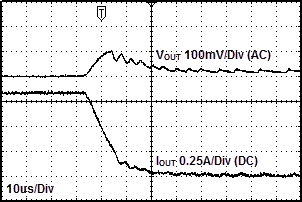 T
VOUT 100mV/Div (AC)
IOUT 0.25A/Div (DC)
10us/Div